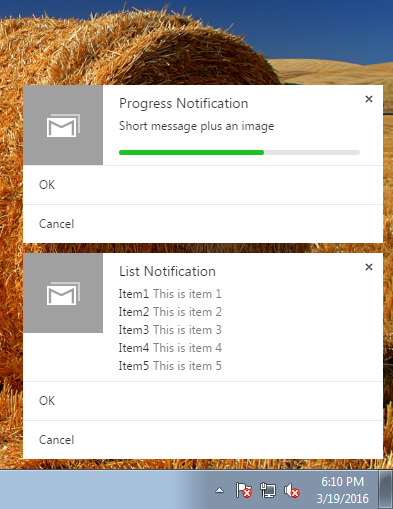 Progress Notification
Short message plus an image
OK
Cancel
List Notification
Item1 This is item 1
Item2 This is item 2
Item3 This is item 3
Item4 This is item 4
Item5 This is item 5
OK
Cancel
6:10 PM
3/19/2016